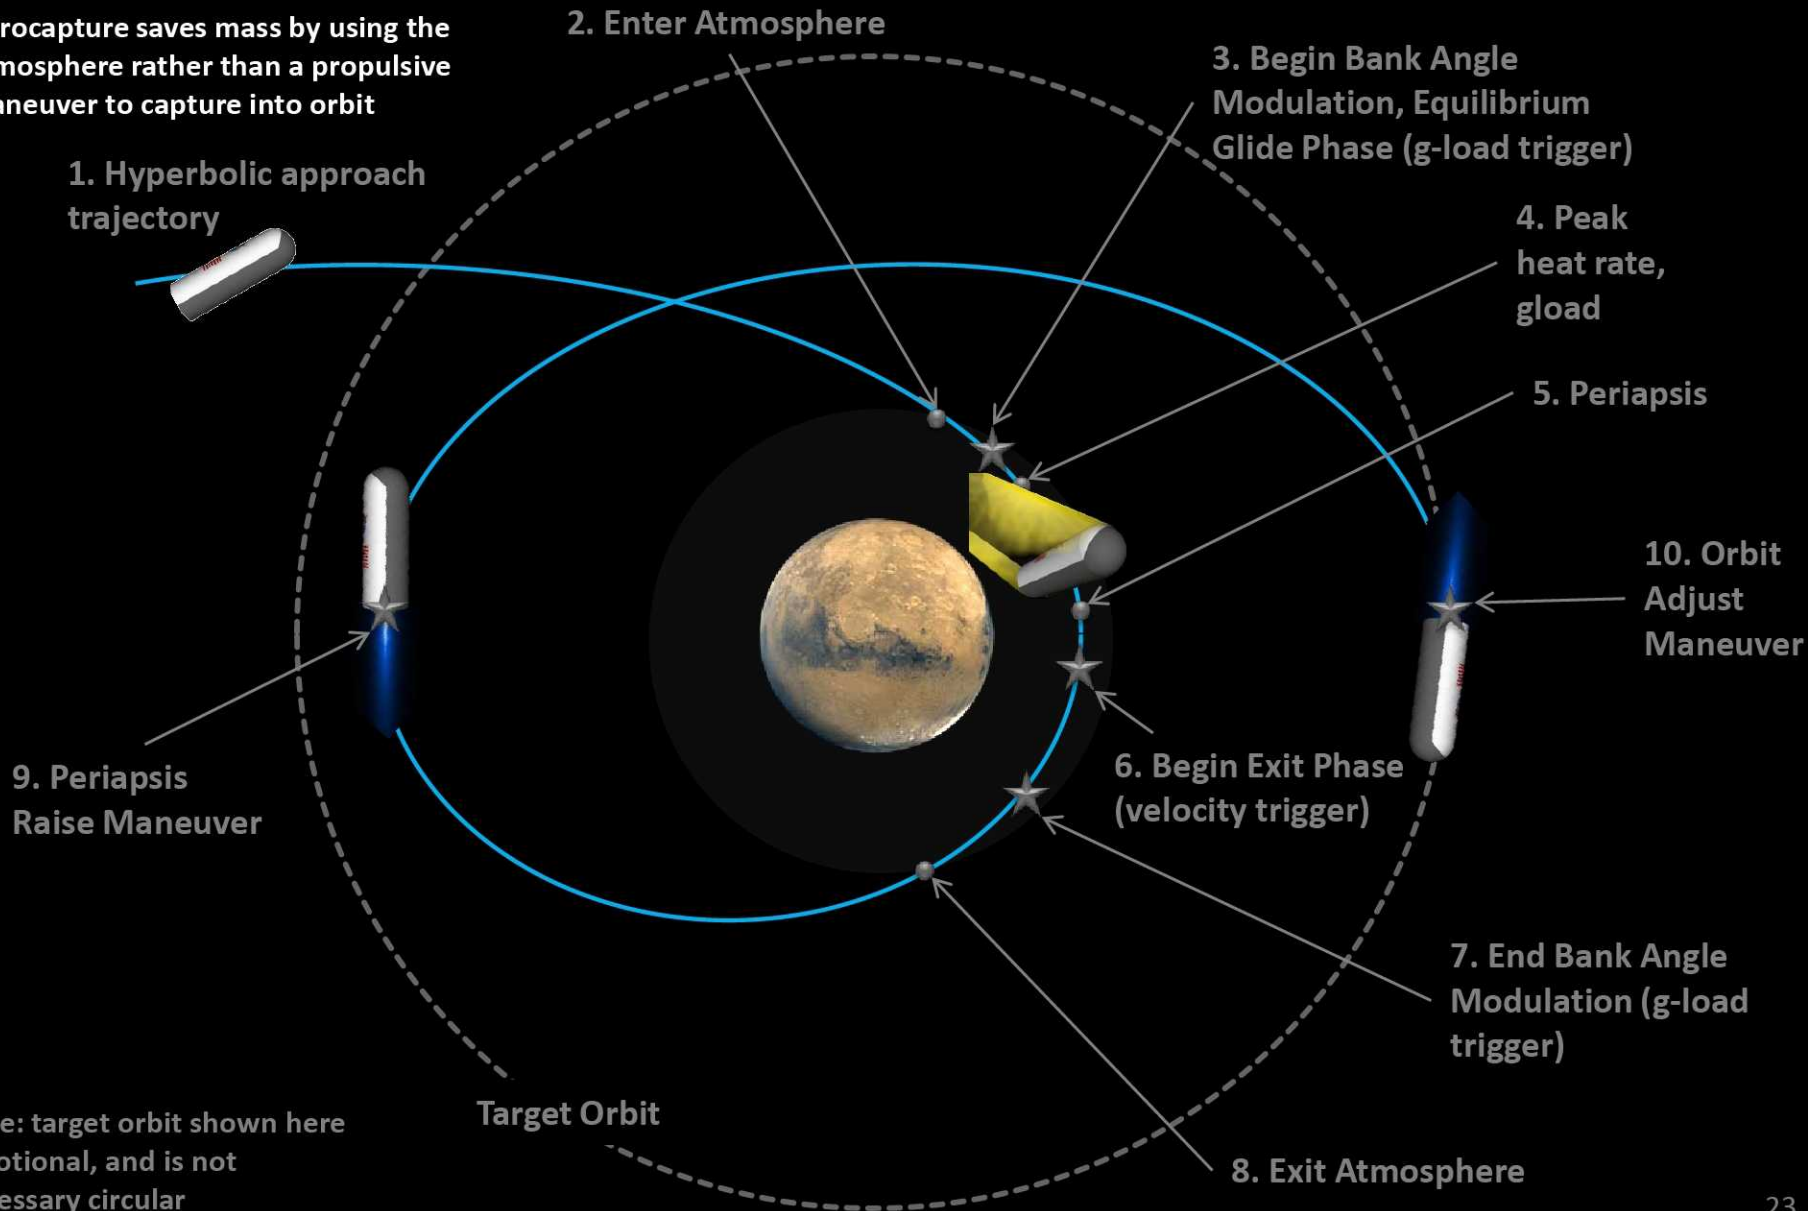 rocapture saves mass by using the
mosphere rather than a propulsive
aneuver to capture into orbit
1. Hyperbolic approach
trajectory
2. Enter Atmosphere
3. Begin Bank Angle
Modulation, Equilibrium
Glide Phase (g-load trigger)
4. Peak
heat rate,
gload
5. Periapsis
10. Orbit
Adjust
Maneuver
6. Begin Exit Phase
(velocity trigger)
9. Periapsis
Raise Maneuver
7. End Bank Angle
Modulation (g-load
trigger)
Target Orbit
8. Exit Atmosphere
e: target orbit shown here
otional, and is not
essary circular
23